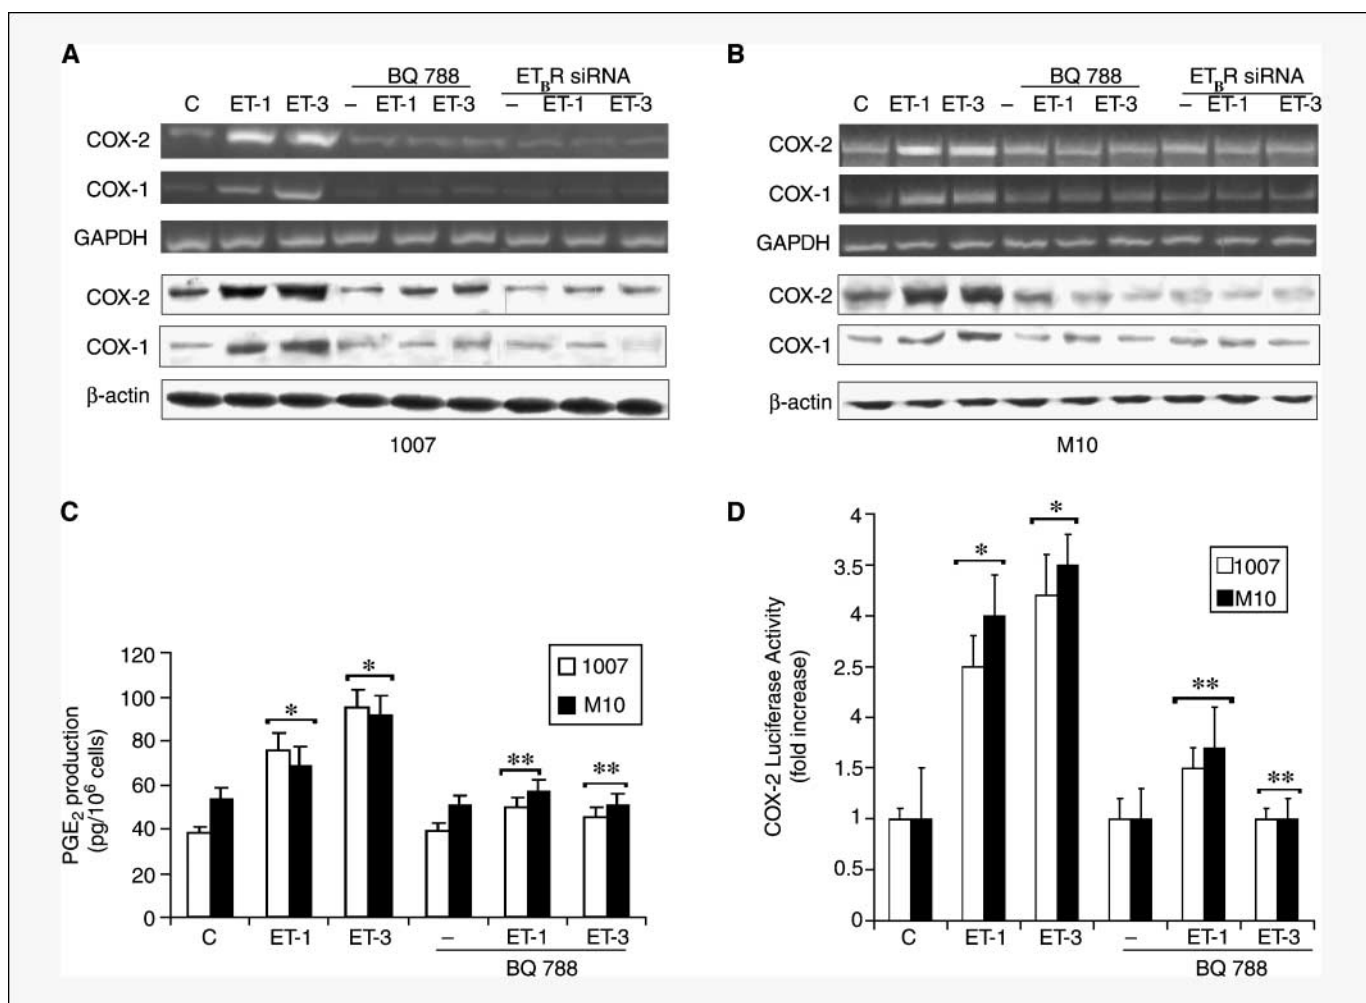 A
BQ 788 ETBR siRNA
C ET-1 ET-3 – ET-1 ET-3 – ET-1 ET-3
COX-2
COX-1
GAPDH
COX-2
COX-1
β-actin
1007
B
BQ 788 ETBR siRNA
C ET-1 ET-3 – ET-1 ET-3 – ET-1 ET-3
COX-2
COX-1
GAPDH
COX-2
COX-1
β-actin
M10
C
PGE2 production
(pg/10^6 cells)
120
100
80
60
40
20
0
* * ** **
1007
M10
C ET-1 ET-3 – ET-1 ET-3
BQ 788
D
COX-2 Luciferase Activity
(fold increase)
4
3.5
4
2.5
4
1.5
1
0.5
0
* * ** **
1007
M10
C ET-1 ET-3 – ET-1 ET-3
BQ 788